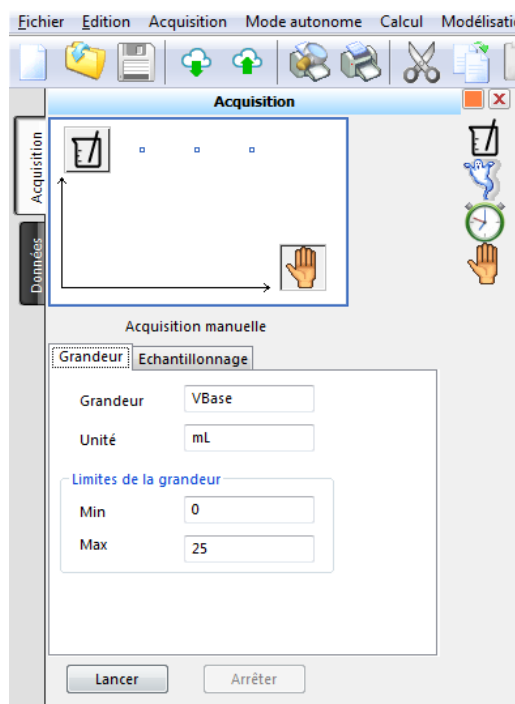 Fichier Edition Acquisition Mode autonome Calcul Modélisati
Acquisition
Acquisition
Données
Acquisition manuelle
Grandeur Echantillonnage
Grandeur VBase
Unité mL
Limites de la grandeur
Min 0
Max 25
Lancer Arrêter